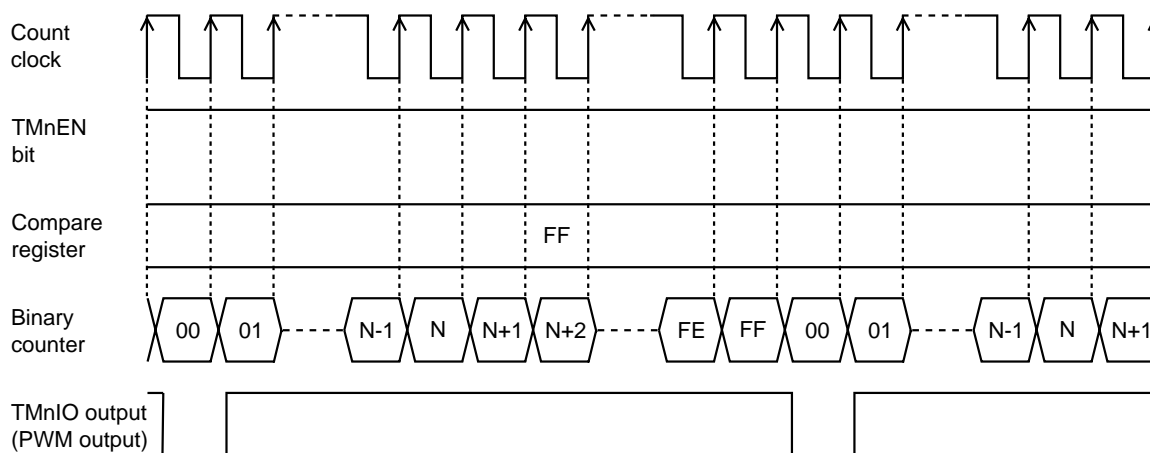 Count
clock
TMnEN
bit
Compare
register
FF
Binary
counter
00 01 N-1 N N+1 N+2 FE FF 00 01 N-1 N N+1
TMnIO output
(PWM output)